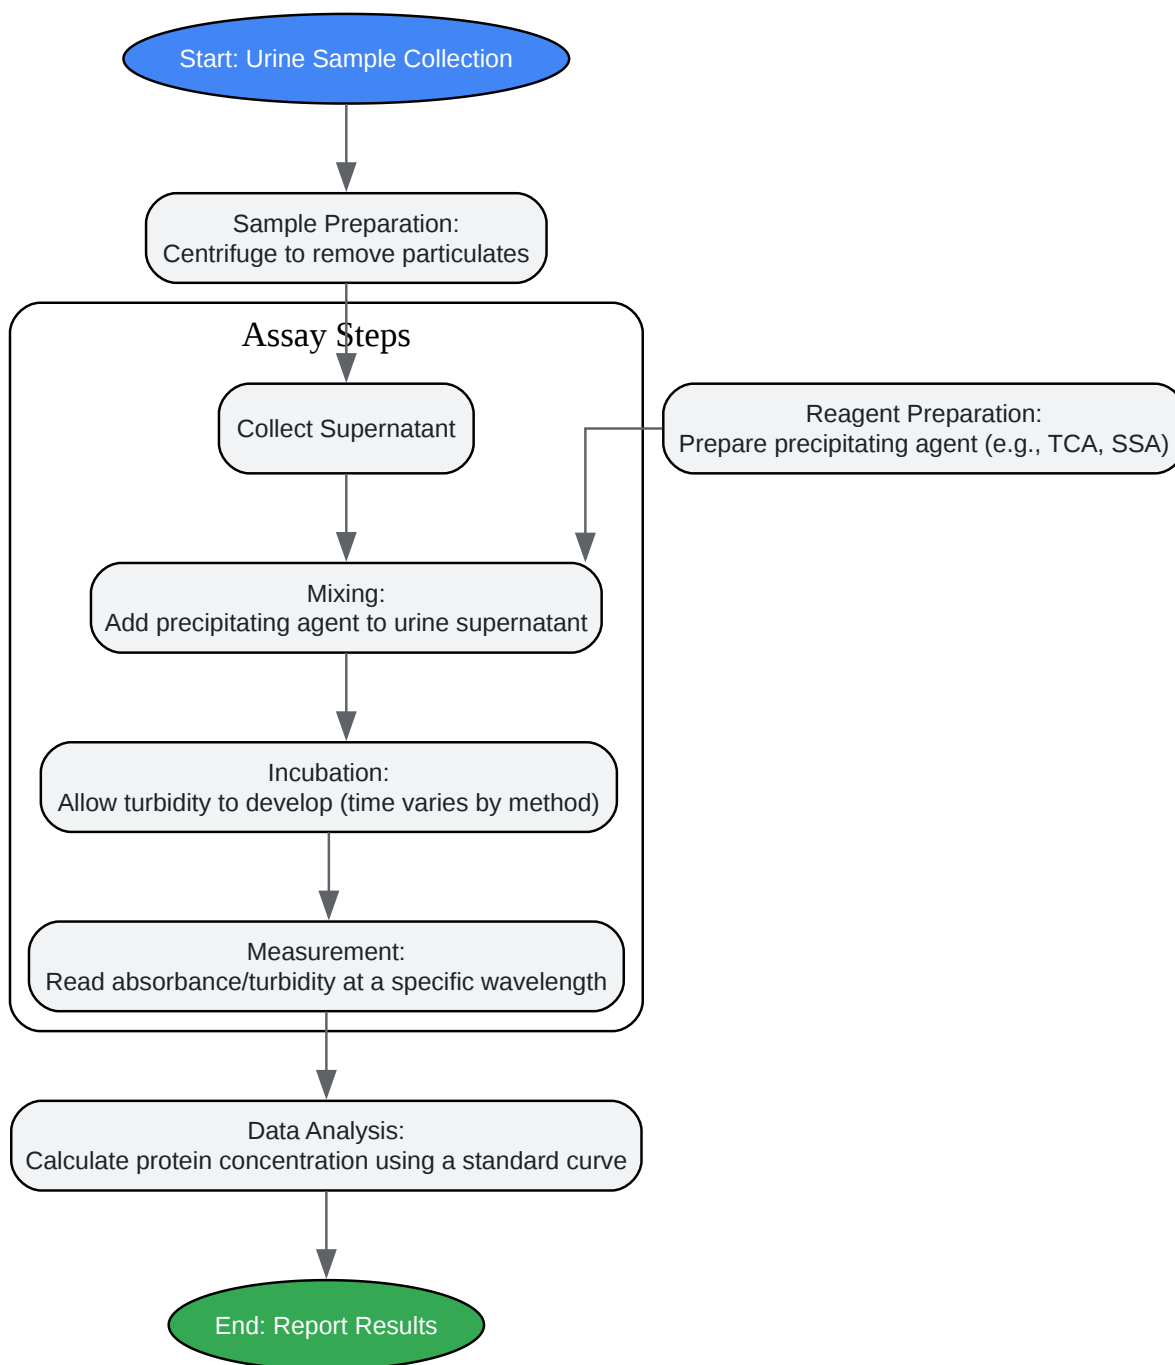 Start: Urine Sample Collection
Sample Preparation:
Centrifuge to remove particulates
Assay Steps
Collect Supernatant
Reagent Preparation:
Prepare precipitating agent (e.g., TCA, SSA)
Mixing:
Add precipitating agent to urine supernatant
Incubation:
Allow turbidity to develop (time varies by method)
Measurement:
Read absorbance/turbidity at a specific wavelength
Data Analysis:
Calculate protein concentration using a standard curve
End: Report Results